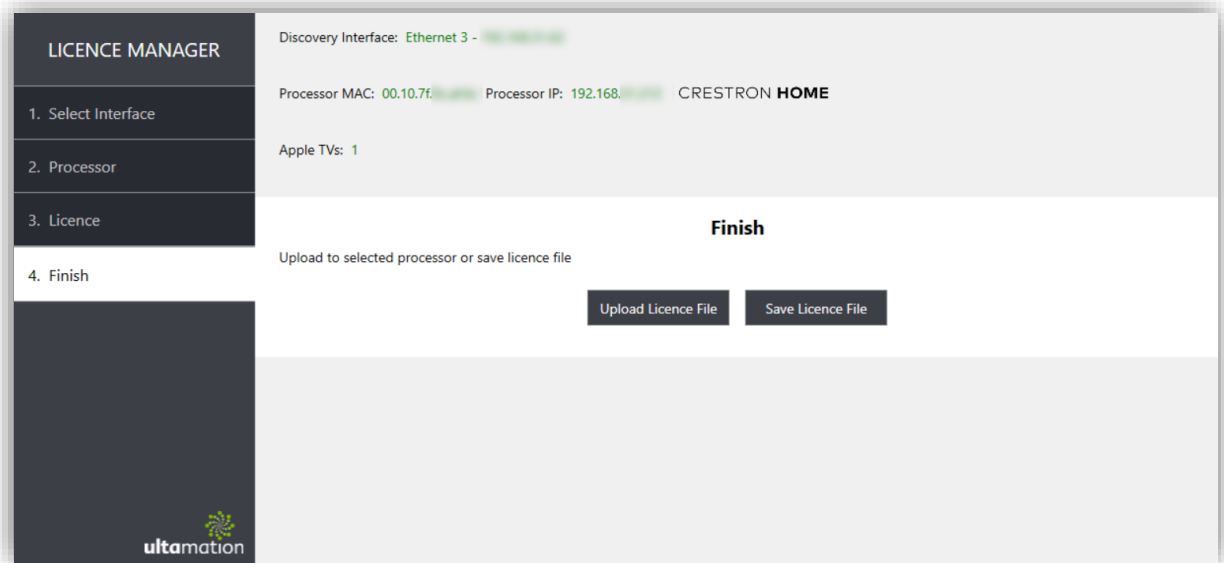 LICENCE MANAGER
1. Select Interface
2. Processor
3. Licence
4. Finish
ultamation
Discovery Interface: Ethernet 3 -
Processor MAC: 00.10.7f. Processor IP: 192.168. CRESTRON HOME
Apple TVs: 1
Finish
Upload to selected processor or save licence file
Upload Licence File Save Licence File